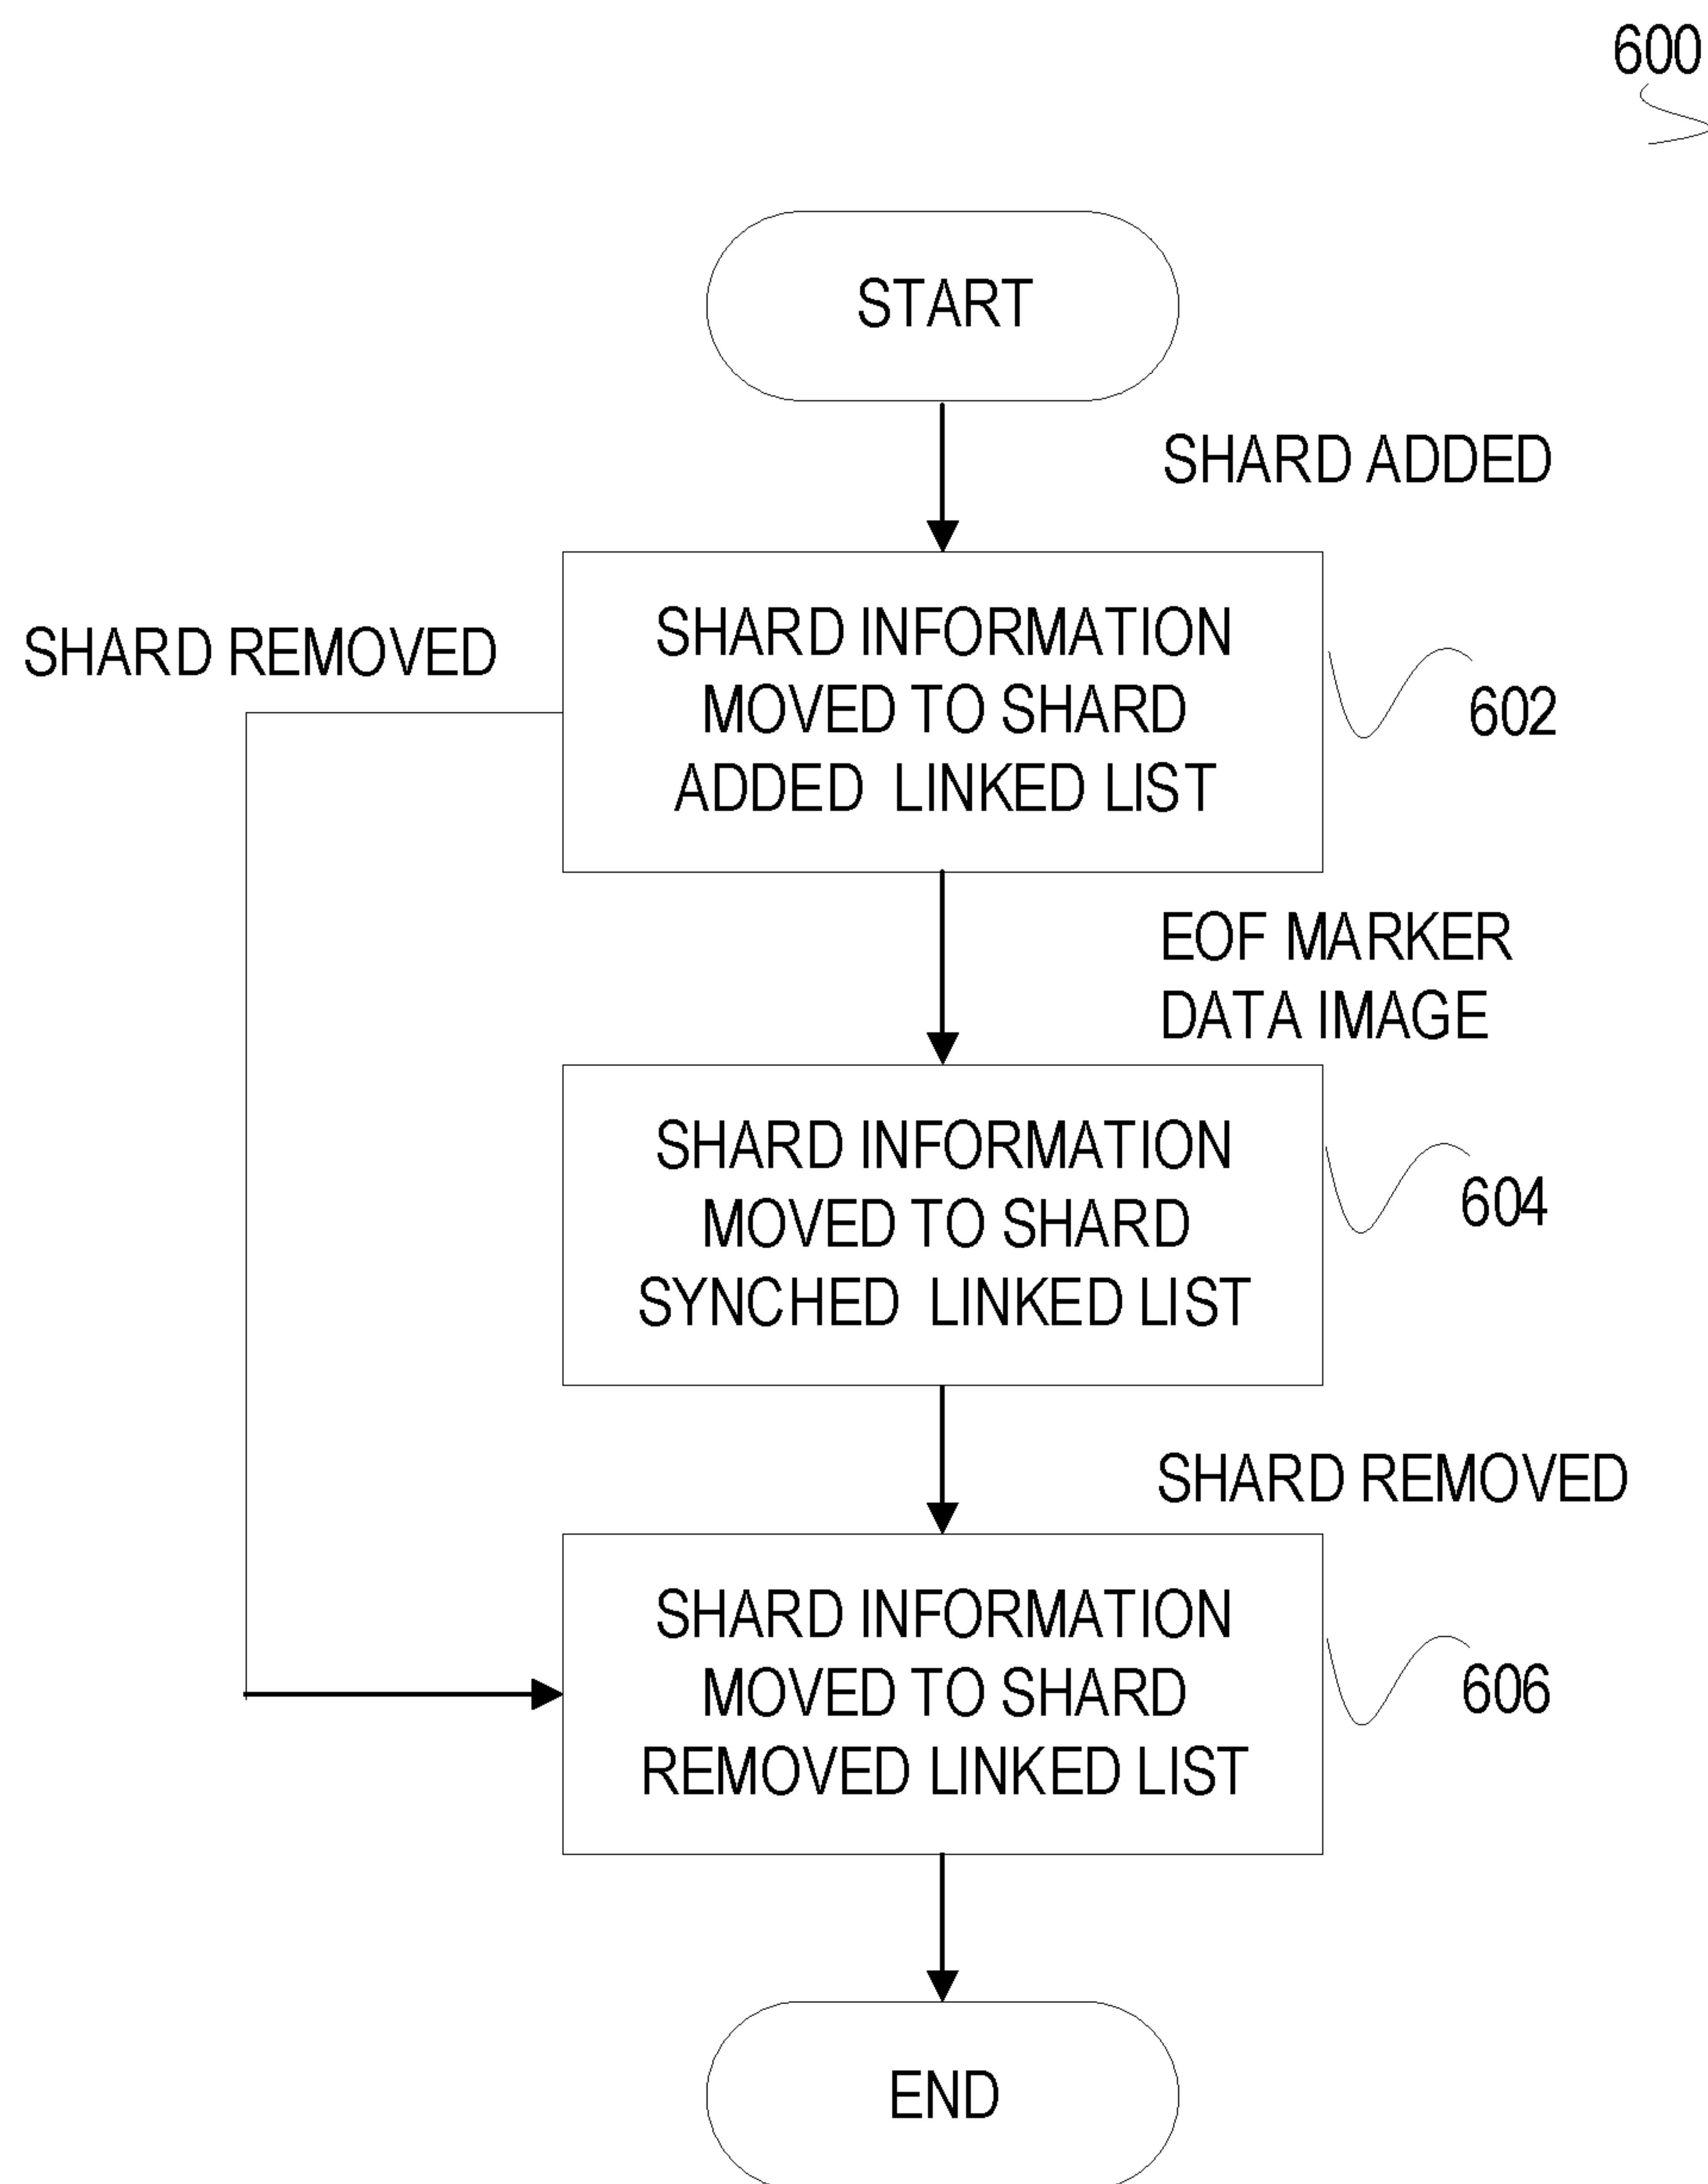 600
START
SHARD ADDED
SHARD INFORMATION
MOVED TO SHARD
ADDED LINKED LIST
SHARD REMOVED
602
EOF MARKER
DATA IMAGE
SHARD INFORMATION
MOVED TO SHARD
SYNCHED LINKED LIST
604
SHARD REMOVED
SHARD INFORMATION
MOVED TO SHARD
REMOVED LINKED LIST
606
END